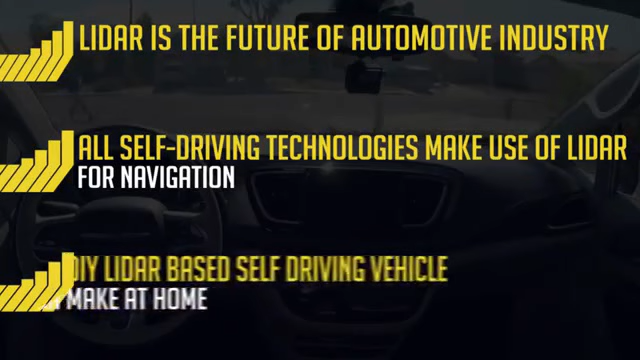 LIDAR IS THE FUTURE OF AUTOMOTIVE INDUSTRY
ALL SELF-DRIVING TECHNOLOGIES MAKE USE OF LIDAR
FOR NAVIGATION
DIY LIDAR BASED SELF DRIVING VEHICLE
MAKE AT HOME